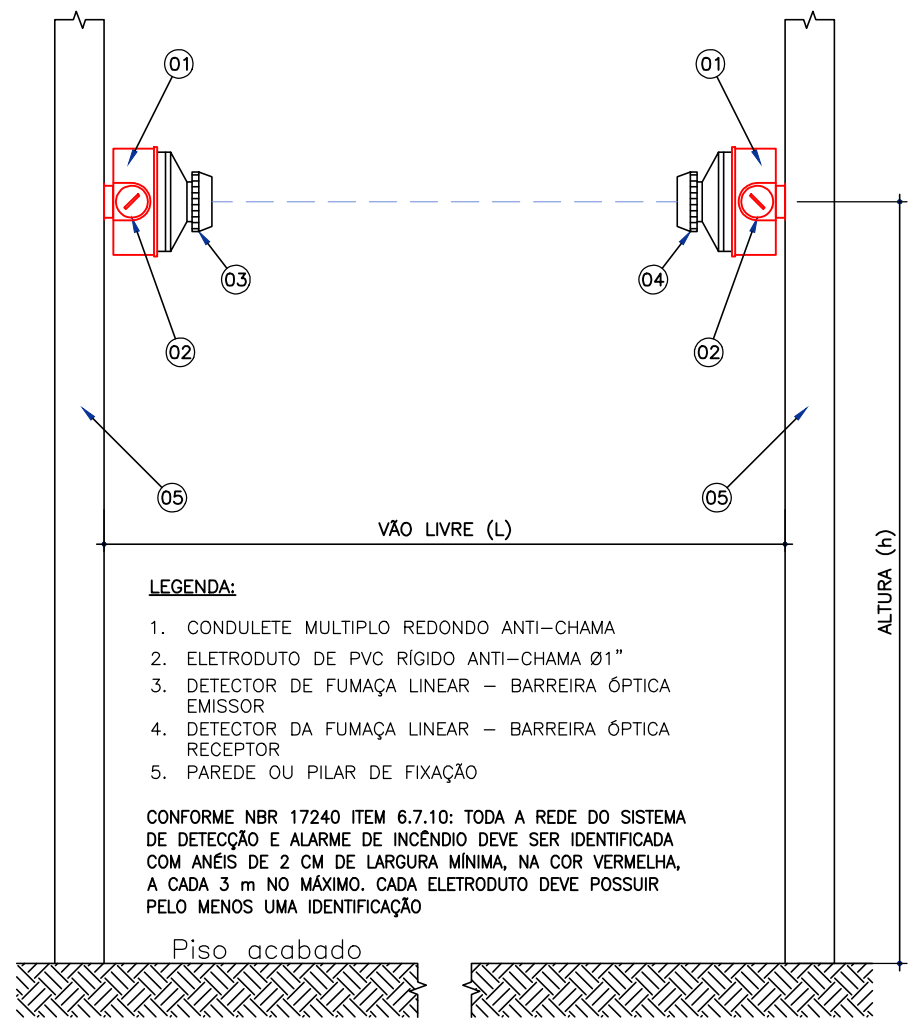 01
01
03
04
02
02
05
05
VÃO LIVRE (L)
ALTURA (h)
LEGENDA:
1. CONDULETE MULTIPLO REDONDO ANTI-CHAMA
2. ELETRODUTO DE PVC RÍGIDO ANTI-CHAMA Ø1"
3. DETECTOR DE FUMAÇA LINEAR – BARREIRA ÓPTICA
EMISSOR
4. DETECTOR DA FUMAÇA LINEAR – BARREIRA ÓPTICA
RECEPTOR
5. PAREDE OU PILAR DE FIXAÇÃO
CONFORME NBR 17240 ITEM 6.7.10: TODA A REDE DO SISTEMA
DE DETECÇÃO E ALARME DE INCÊNDIO DEVE SER IDENTIFICADA
COM ANÉIS DE 2 CM DE LARGURA MÍNIMA, NA COR VERMELHA,
A CADA 3 m NO MÁXIMO. CADA ELETRODUTO DEVE POSSUIR
PELO MENOS UMA IDENTIFICAÇÃO
Piso acabado